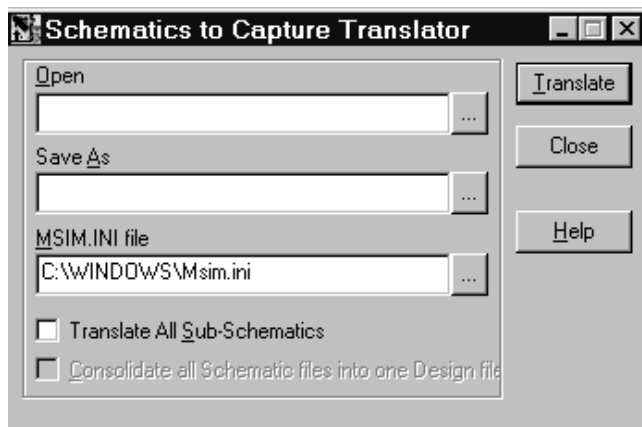 Schematics to Capture Translator
Open
...
Translate
Save As
...
Close
MSIM.INI file
C:\WINDOWS\Msim.ini
...
Help
Translate All Sub-Schematics
Consolidate all Schematic files into one Design file